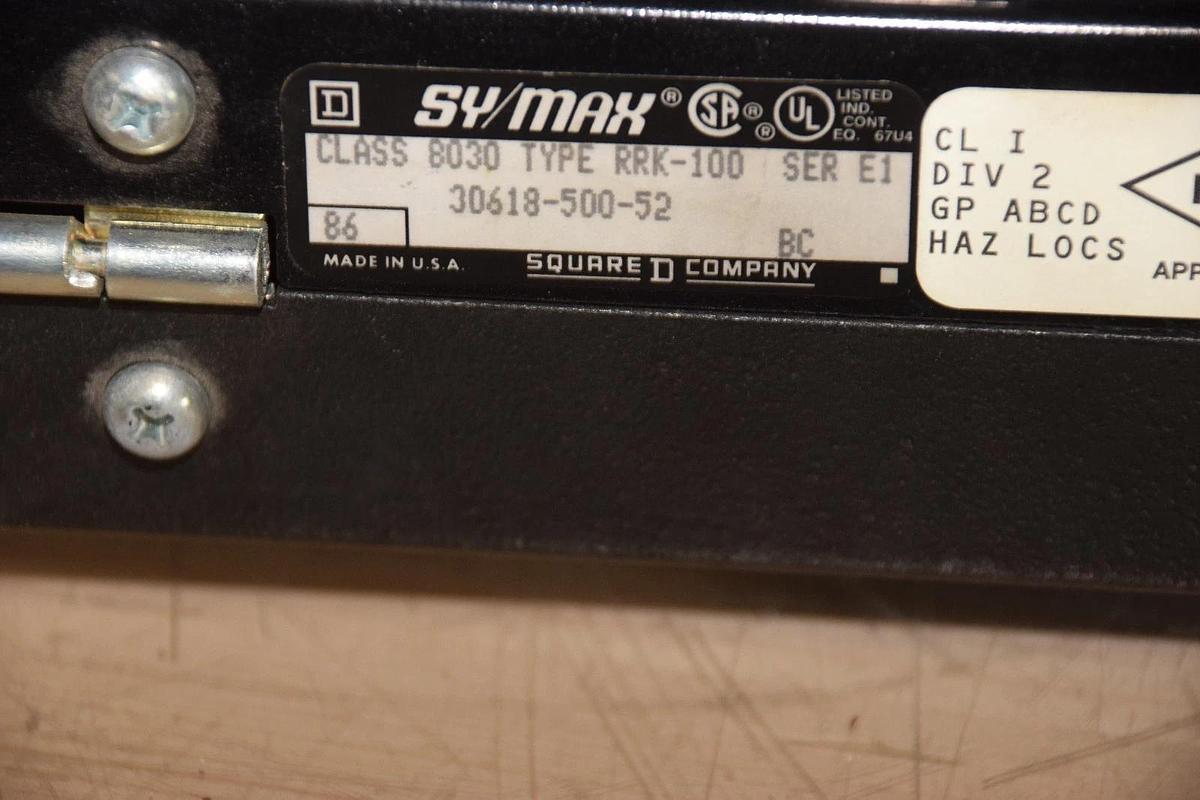 D SY/MAX® SA® ®UL LISTED
IND.
CONT.
EQ. 67U4
CLASS 8030 TYPE RRK-100 SER E1
30618-500-52
86 BC
MADE IN U.S.A. SQUARE D COMPANY
CL I
DIV 2
GP ABCD
HAZ LOCS